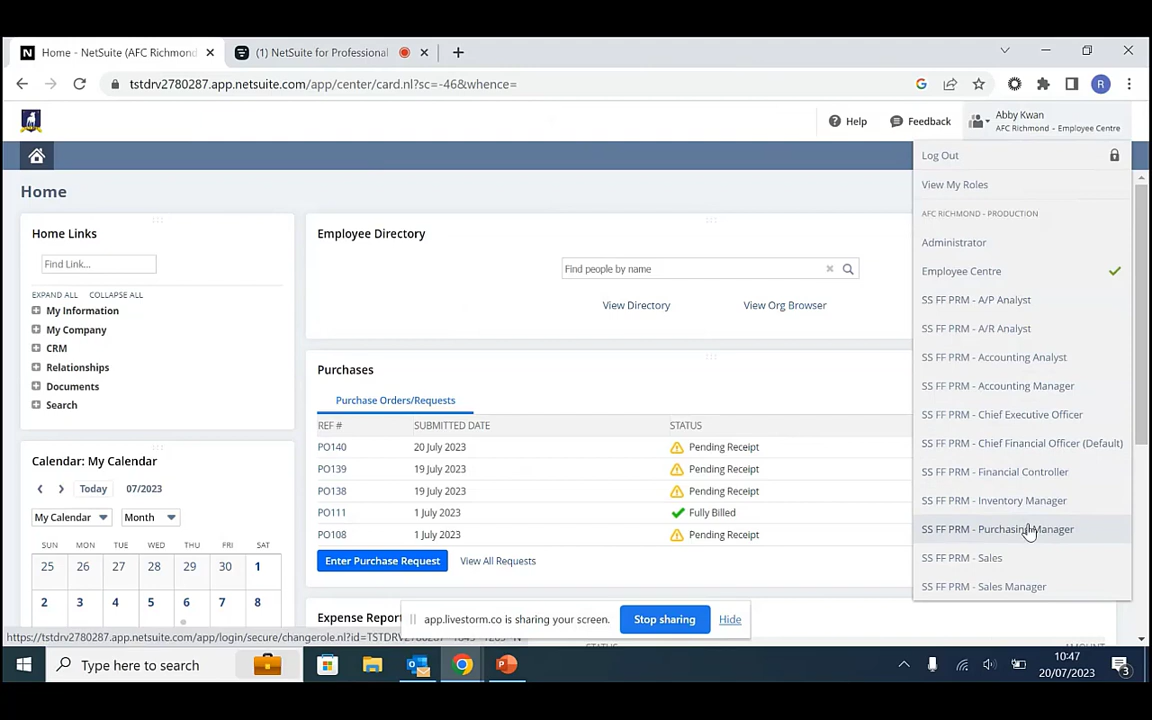 Home - NetSuite (AFC Richmond
(1) NetSuite for Professional
tstdrv2780287.app.netsuite.com/app/center/card.nl?sc=-46&whence=
R
Help
Feedback
Abby Kwan
AFC Richmond - Employee Centre
Home
Log Out
View My Roles
AFC RICHMOND - PRODUCTION
Administrator
Employee Centre
SS FF PRM - A/P Analyst
SS FF PRM - A/R Analyst
SS FF PRM - Accounting Analyst
SS FF PRM - Accounting Manager
SS FF PRM - Chief Executive Officer
SS FF PRM - Chief Financial Officer (Default)
SS FF PRM - Financial Controller
SS FF PRM - Inventory Manager
SS FF PRM - Purchasing Manager
SS FF PRM - Sales
SS FF PRM - Sales Manager
Home Links
Find Link...
EXPAND ALL COLLAPSE ALL
My Information
My Company
CRM
Relationships
Documents
Search
Employee Directory
Find people by name
View Directory View Org Browser
Purchases
Purchase Orders/Requests
REF # SUBMITTED DATE STATUS
PO140 20 July 2023 Pending Receipt
PO139 19 July 2023 Pending Receipt
PO138 19 July 2023 Pending Receipt
PO111 1 July 2023 Fully Billed
PO108 1 July 2023 Pending Receipt
Enter Purchase Request View All Requests
Calendar: My Calendar
Today 07/2023
My Calendar Month
SUN MON TUE WED THU FRI SAT
25 26 27 28 29 30 1
2 3 4 5 6 7 8
Expense Report
app.livestorm.co is sharing your screen. Stop sharing Hide
Type here to search
10:47
20/07/2023
3